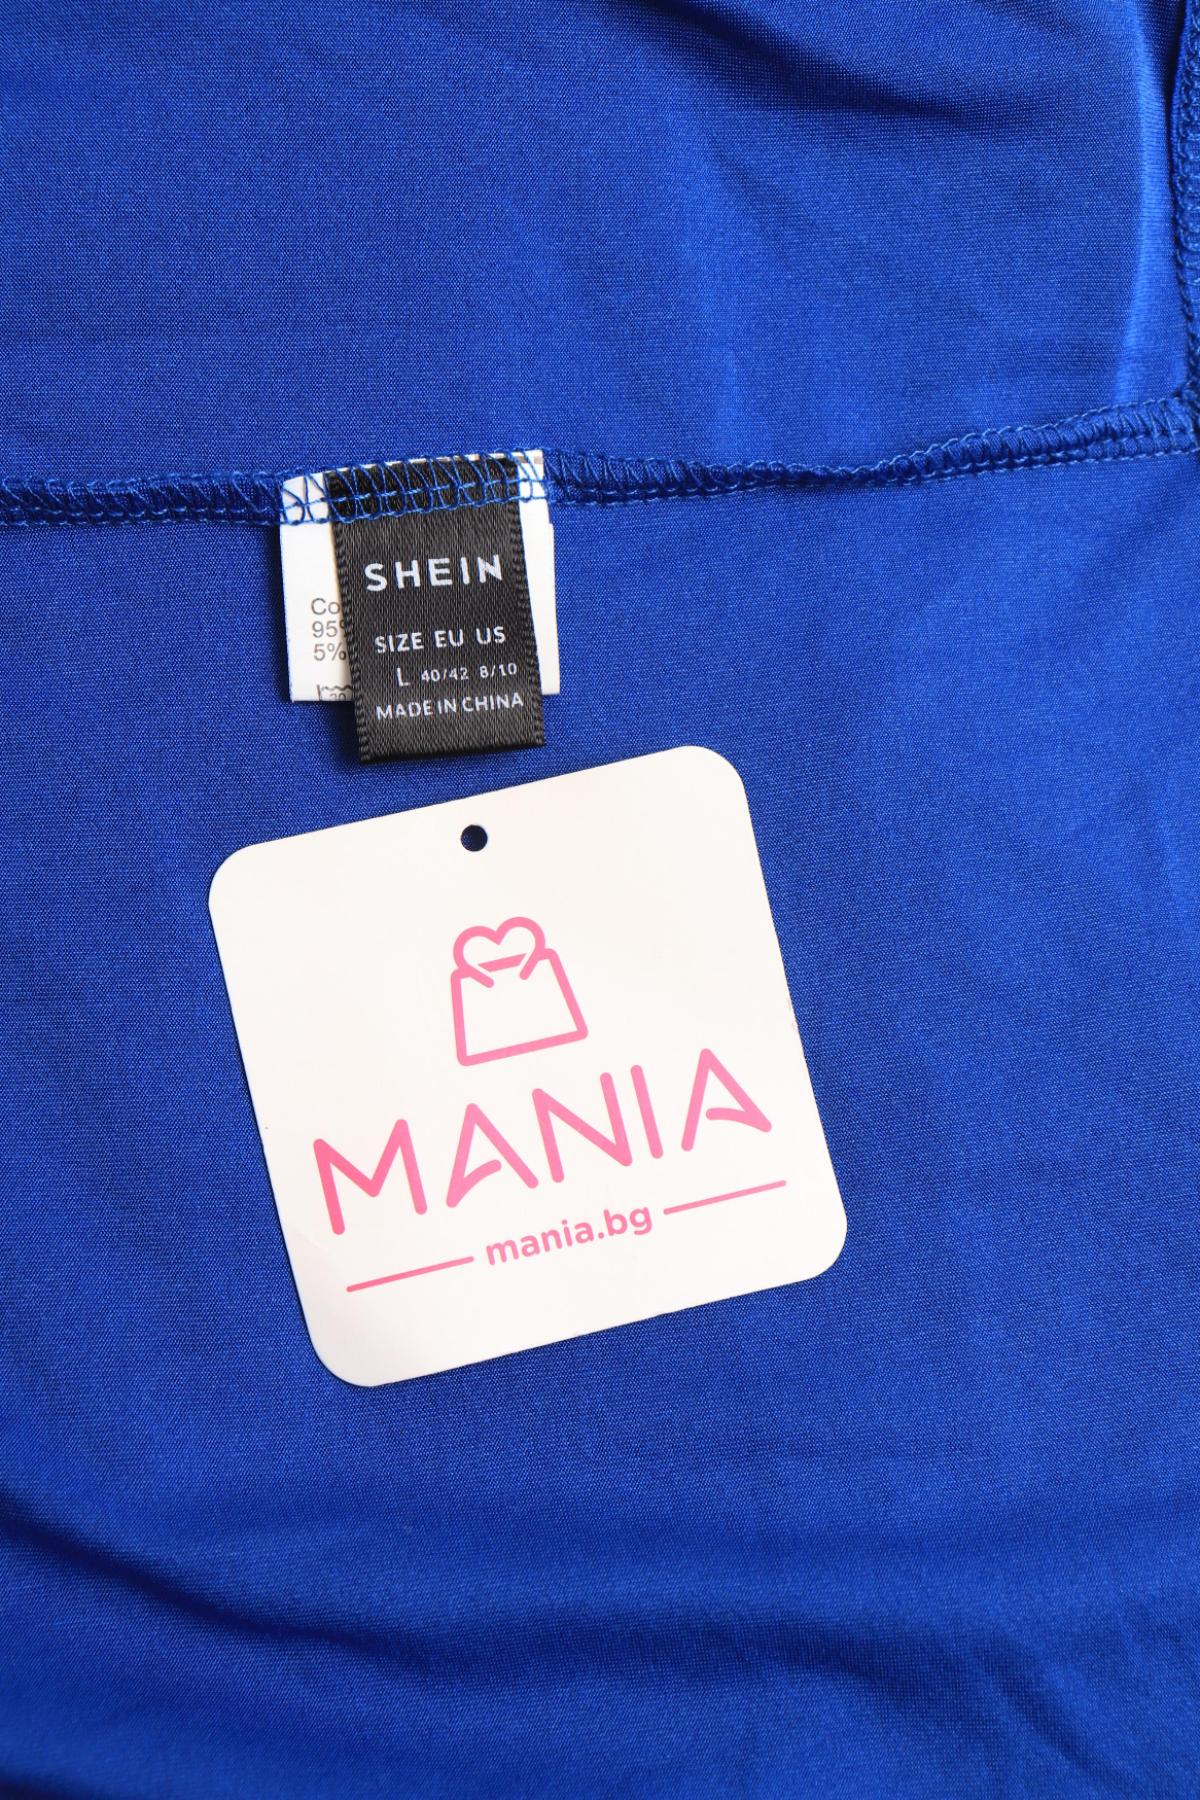 SHEIN
Co
95%
5%
SIZE EU US
L 40/42 8/10
MADE IN CHINA
MANIA
mania.bg